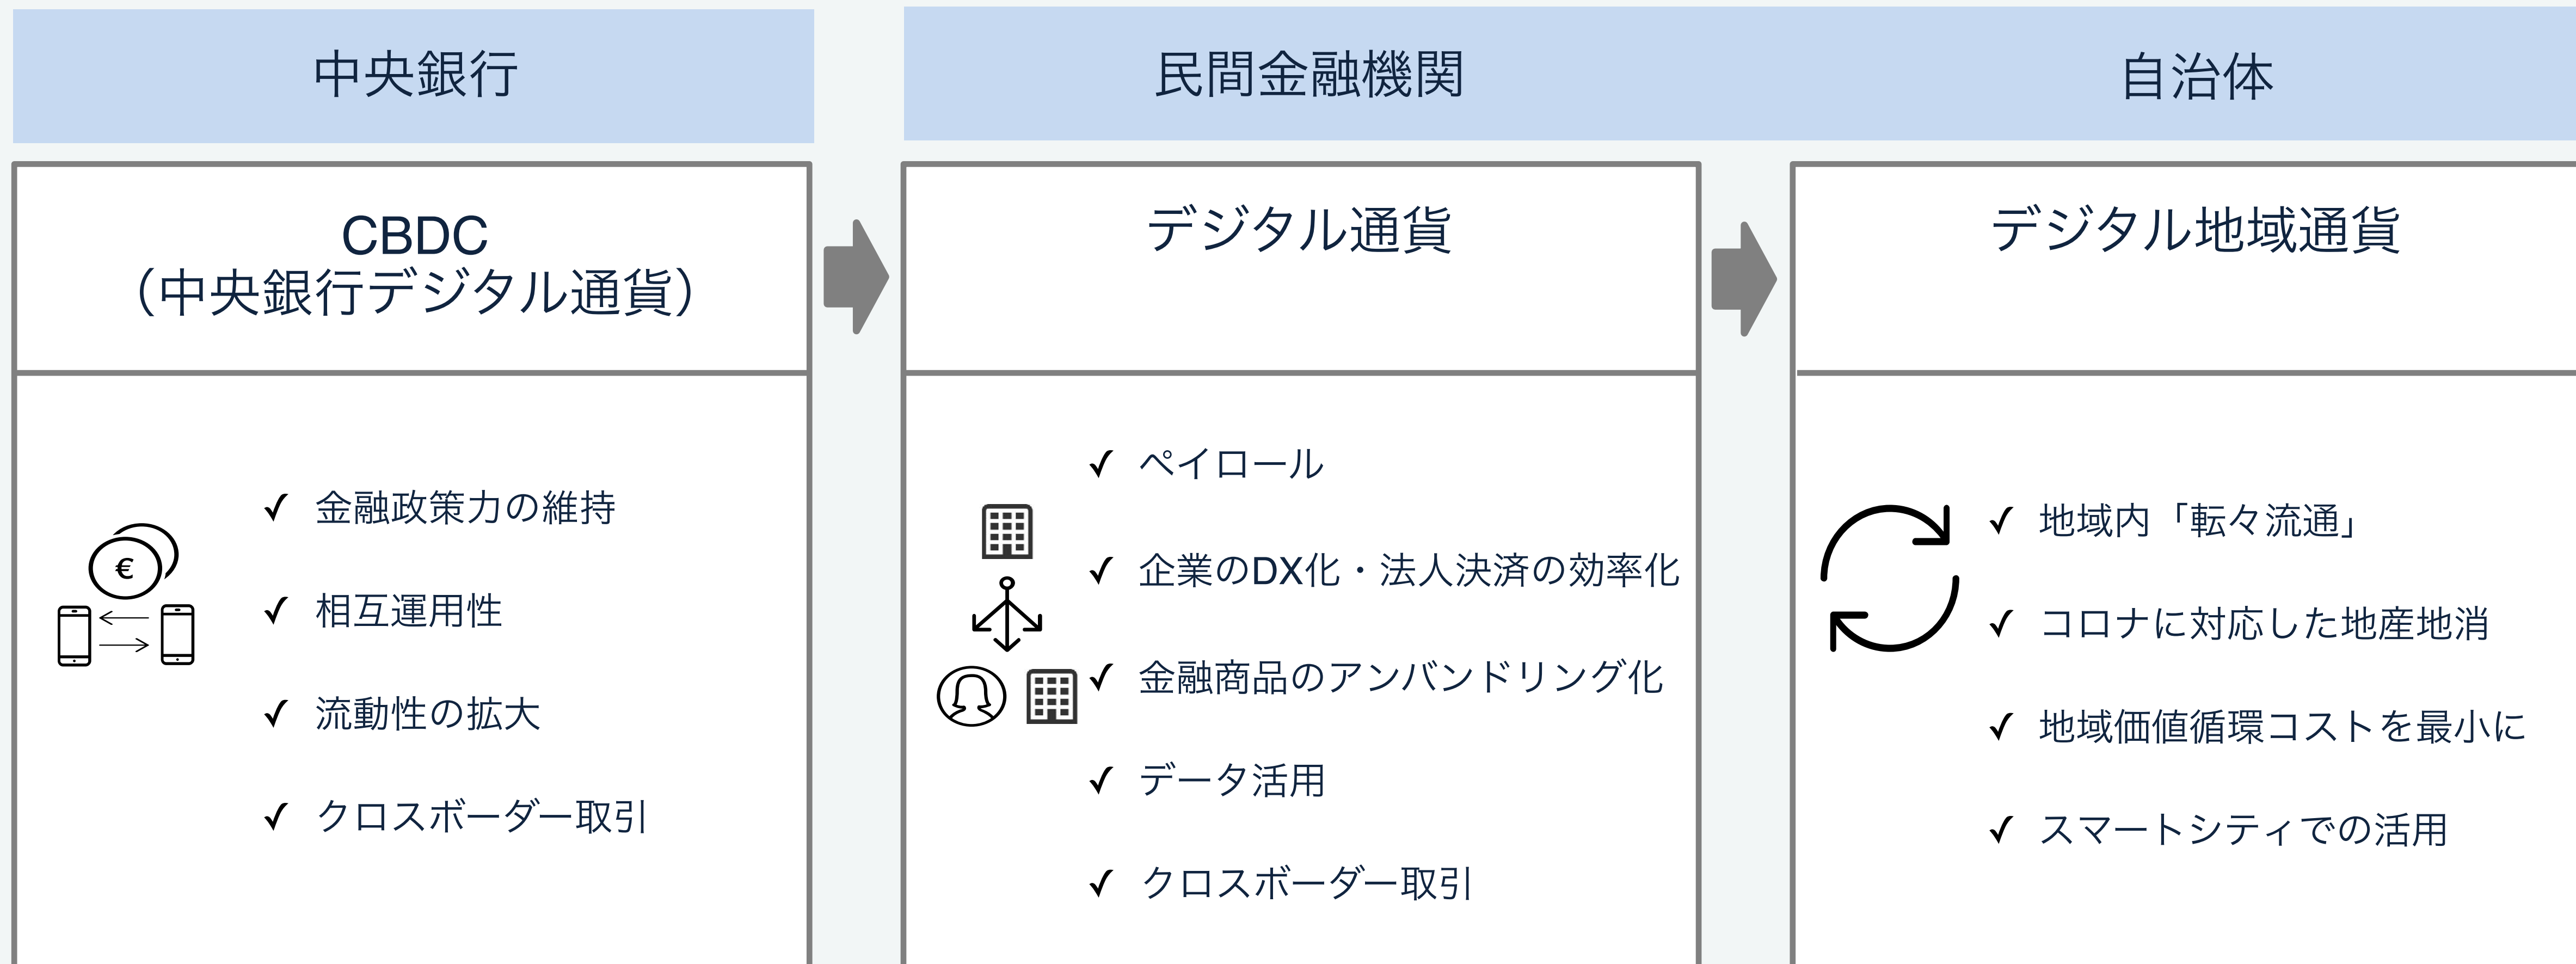 中央銀行
民間金融機関
自治体
CBDC
（中央銀行デジタル通貨）
デジタル通貨
デジタル地域通貨
€
✓ 金融政策力の維持
✓ 相互運用性
✓ 流動性の拡大
✓ クロスボーダー取引
✓ ペイロール
✓ 企業のDX化・法人決済の効率化
✓ 金融商品のアンバンドリング化
✓ データ活用
✓ クロスボーダー取引
✓ 地域内「転々流通」
✓ コロナに対応した地産地消
✓ 地域価値循環コストを最小に
✓ スマートシティでの活用